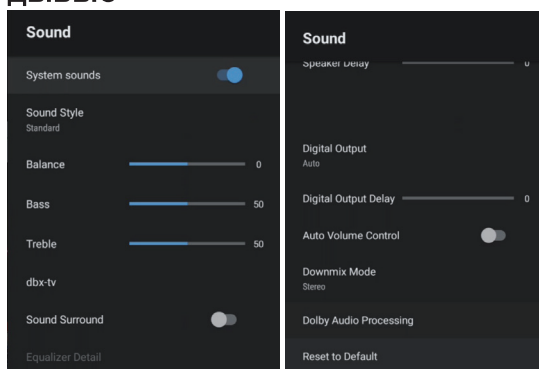 Sound
System sounds
Sound Style
Standard
Balance 0
Bass 50
Treble 50
dbx-tv
Sound Surround
Equalizer Detail
Sound
Speaker Delay 0
Digital Output
Auto
Digital Output Delay 0
Auto Volume Control
Downmix Mode
Stereo
Dolby Audio Processing
Reset to Default